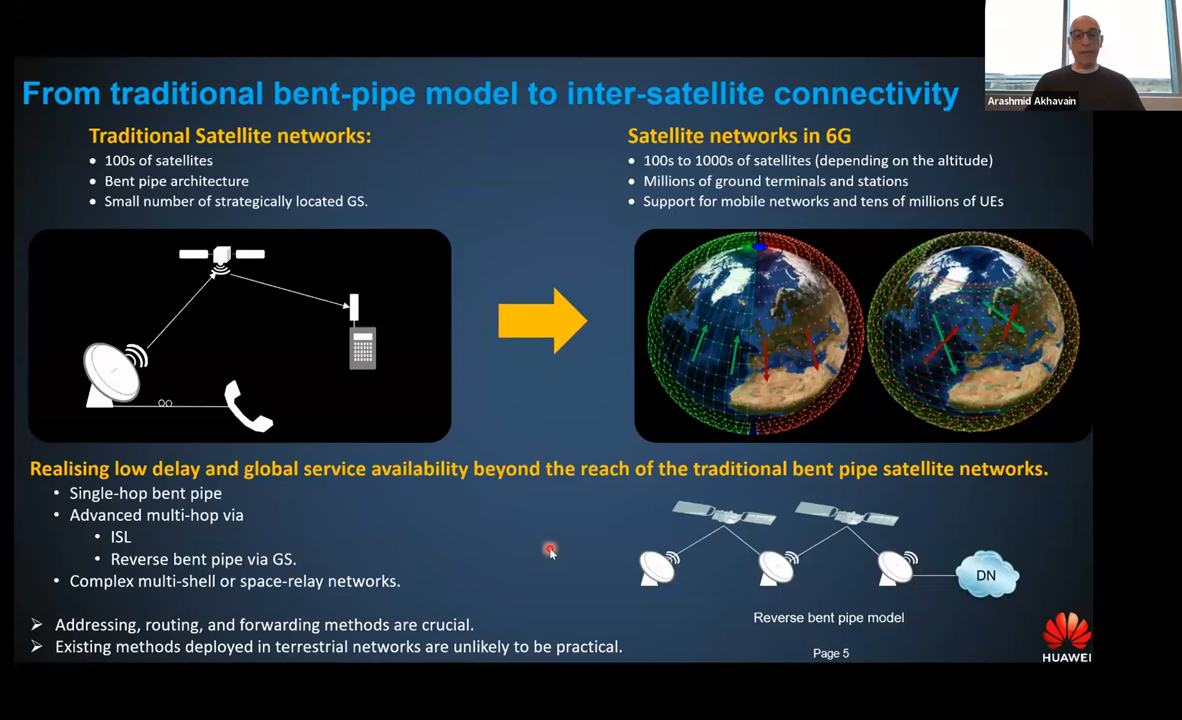 Arashmid Akhavain
From traditional bent-pipe model to inter-satellite connectivity
Traditional Satellite networks:
• 100s of satellites
• Bent pipe architecture
• Small number of strategically located GS.
Satellite networks in 6G
• 100s to 1000s of satellites (depending on the altitude)
• Millions of ground terminals and stations
• Support for mobile networks and tens of millions of UEs
Realising low delay and global service availability beyond the reach of the traditional bent pipe satellite networks.
• Single-hop bent pipe
• Advanced multi-hop via
• ISL
• Reverse bent pipe via GS.
• Complex multi-shell or space-relay networks.
➢ Addressing, routing, and forwarding methods are crucial.
➢ Existing methods deployed in terrestrial networks are unlikely to be practical.
DN
Reverse bent pipe model
Page 5
HUAWEI